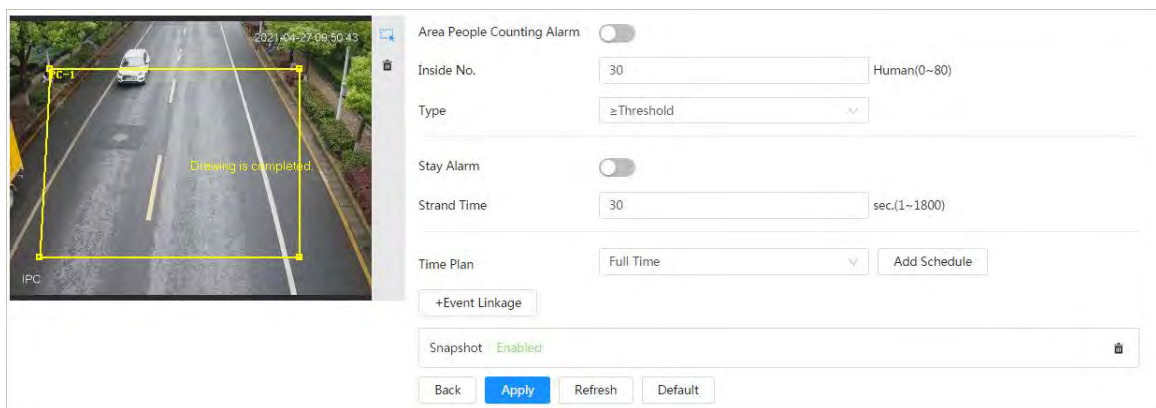 2021-04-27 09:50:43
PC-1
Drawing is completed.
IPC
Area People Counting Alarm
Inside No. 30 Human(0~80)
Type ≥Threshold
Stay Alarm
Strand Time 30 sec.(1~1800)
Time Plan Full Time Add Schedule
+Event Linkage
Snapshot Enabled
Back Apply Refresh Default